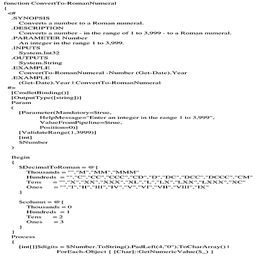 function ConvertTo-RomanNumeral
{
<#
.SYNOPSIS
Converts a number to a Roman numeral.
.DESCRIPTION
Converts a number - in the range of 1 to 3,999 - to a Roman numeral.
.PARAMETER Number
An integer in the range 1 to 3,999.
.INPUTS
System.Int32
.OUTPUTS
System.String
.EXAMPLE
ConvertTo-RomanNumeral -Number (Get-Date).Year
.EXAMPLE
(Get-Date).Year | ConvertTo-RomanNumeral
#>
[CmdletBinding()]
[OutputType([string])]
Param
(
[Parameter(Mandatory=$true,
HelpMessage="Enter an integer in the range 1 to 3,999",
ValueFromPipeline=$true,
Position=0)]
[ValidateRange(1,3999)]
[int]
$Number
)
Begin
{
$DecimalToRoman = @{
Thousands = "","M","MM","MMM"
Hundreds = "","C","CC","CCC","CD","D","DC","DCC","DCCC","CM"
Tens = "","X","XX","XXX","XL","L","LX","LXX","LXXX","XC"
Ones = "","I","II","III","IV","V","VI","VII","VIII","IX"
}
$column = @{
Thousands = 0
Hundreds = 1
Tens = 2
Ones = 3
}
}
Process
{
[int[]]$digits = $Number.ToString().PadLeft(4,"0").ToCharArray() |
ForEach-Object { [Char]::GetNumericValue($_) }